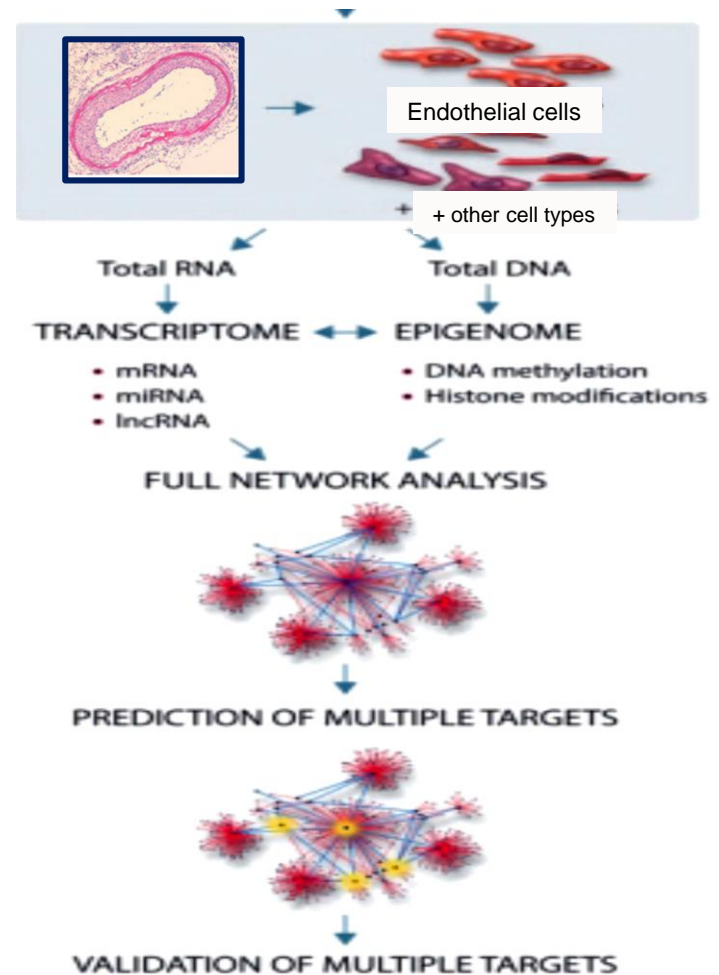 Endothelial cells
+ other cell types
Total RNA
Total DNA
TRANSCRIPTOME
EPIGENOME
• mRNA
• miRNA
• lncRNA
• DNA methylation
• Histone modifications
FULL NETWORK ANALYSIS
PREDICTION OF MULTIPLE TARGETS
VALIDATION OF MULTIPLE TARGETS